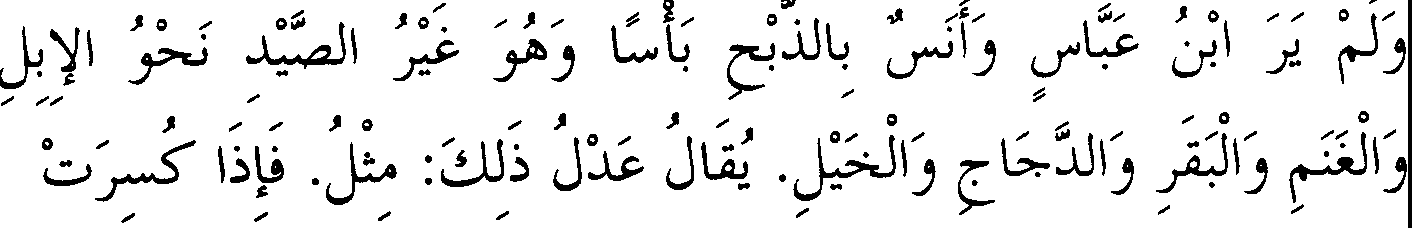 وَلَمْ يَرَ ابْنُ عَبَّاسٍ وَأَنَسٌ بِالذَّبْحِ بَأْسًا وَهُوَ غَيْرُ الصَّيْدِ نَحْوُ الإِبِلِ
وَالْغَنَمِ وَالْبَقَرِ وَالدَّجَاجِ وَالْخَيْلِ. يُقَالُ عَدْلُ ذَلِكَ: مِثْلُ. فَإِذَا كُسِرَتْ